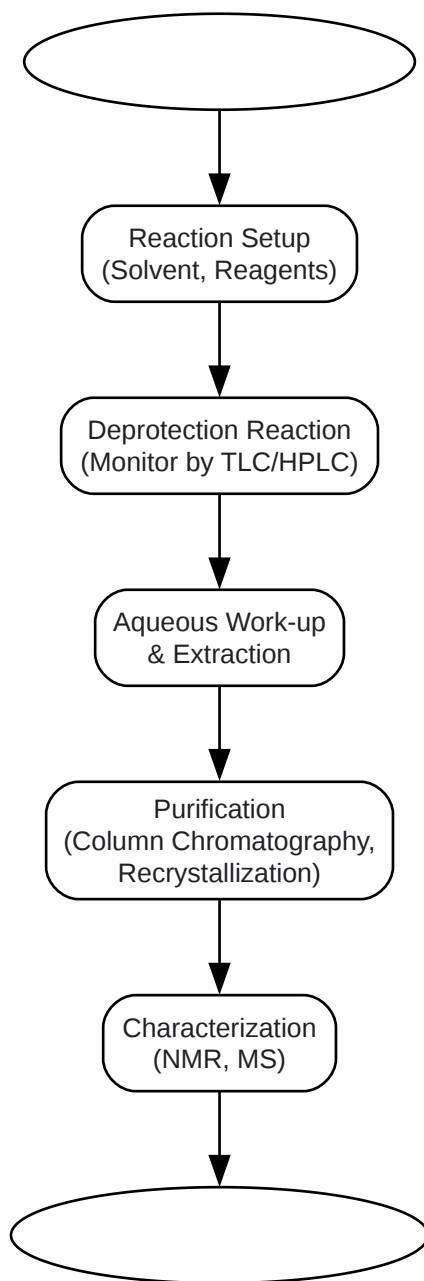 Reaction Setup
(Solvent, Reagents)
Deprotection Reaction
(Monitor by TLC/HPLC)
Aqueous Work-up
& Extraction
Purification
(Column Chromatography,
Recrystallization)
Characterization
(NMR, MS)